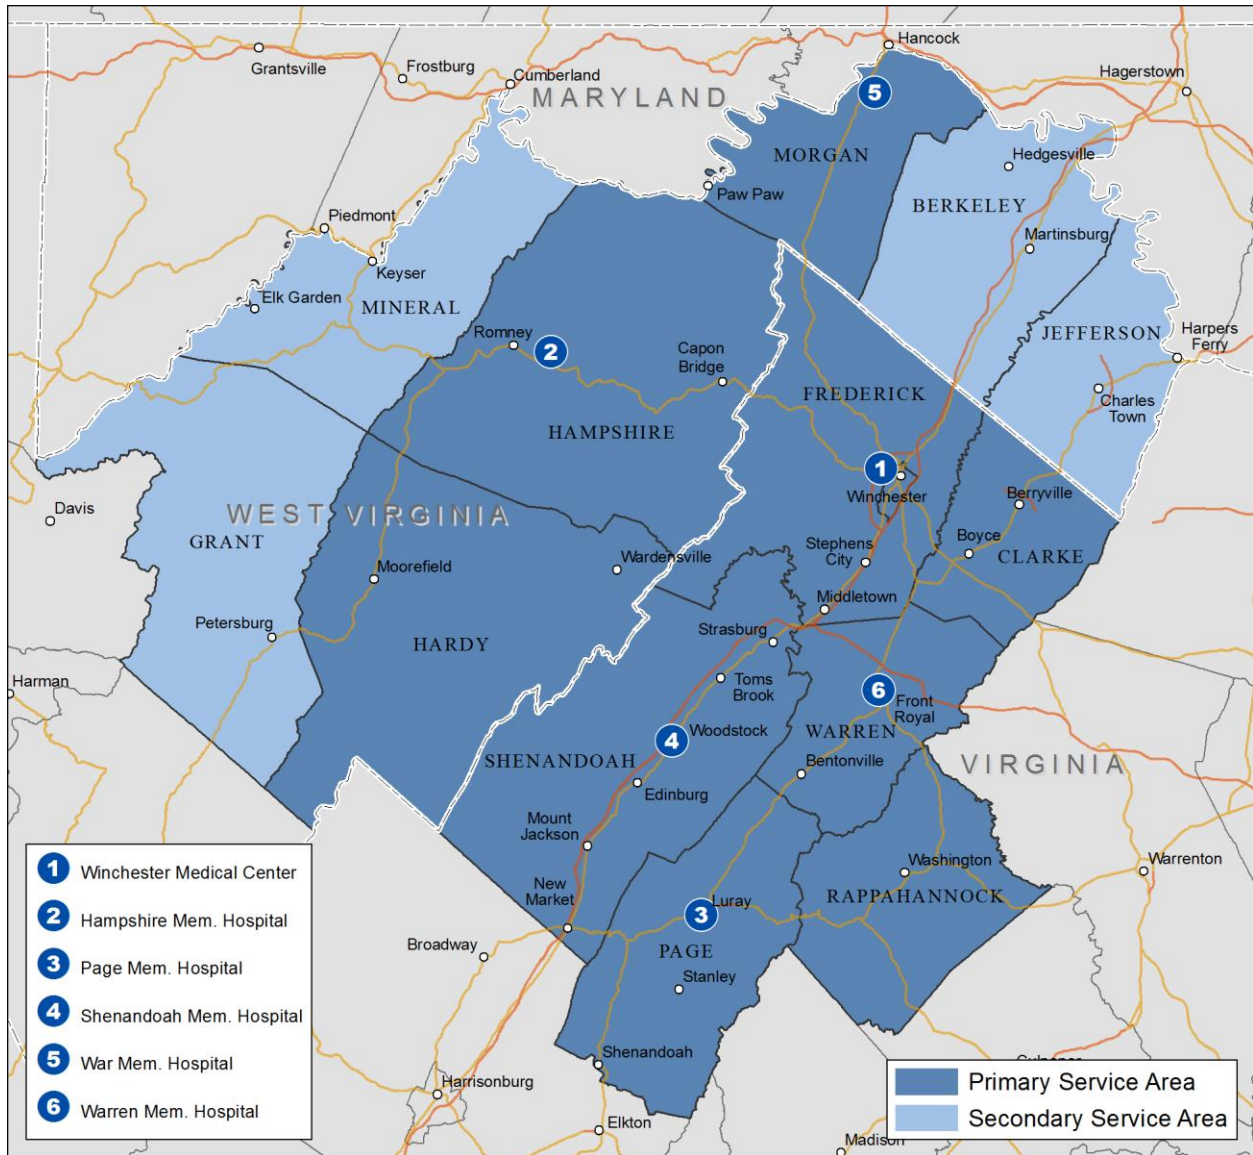 Hancock
Grantsville
Frostburg
Cumberland
Hagerstown
MARYLAND
5
MORGAN
Hedgesville
Paw Paw
BERKELEY
Piedmont
Martinsburg
Keyser
Elk Garden
MINERAL
Romney
2
Capon
Bridge
JEFFERSON
Harpers
Ferry
FREDERICK
Charles
Town
HAMPSHIRE
1
Winchester
Berryville
Davis
WEST VIRGINIA
GRANT
Stephens
City
Boyce
CLARKE
Wardensville
Moorefield
Middletown
Petersburg
Strasburg
HARDY
Harman
Toms
Brook
6
Front
Royal
4
Woodstock
WARREN
SHENANDOAH
Bentonville
VIRGINIA
Edinburg
Mount
Jackson
Washington
Warrenton
New
Market
RAPPAHANNOCK
3
Luray
Broadway
PAGE
Stanley
Shenandoah
Harrisonburg
Elkton
Madison
1 Winchester Medical Center
2 Hampshire Mem. Hospital
3 Page Mem. Hospital
4 Shenandoah Mem. Hospital
5 War Mem. Hospital
6 Warren Mem. Hospital
Primary Service Area
Secondary Service Area